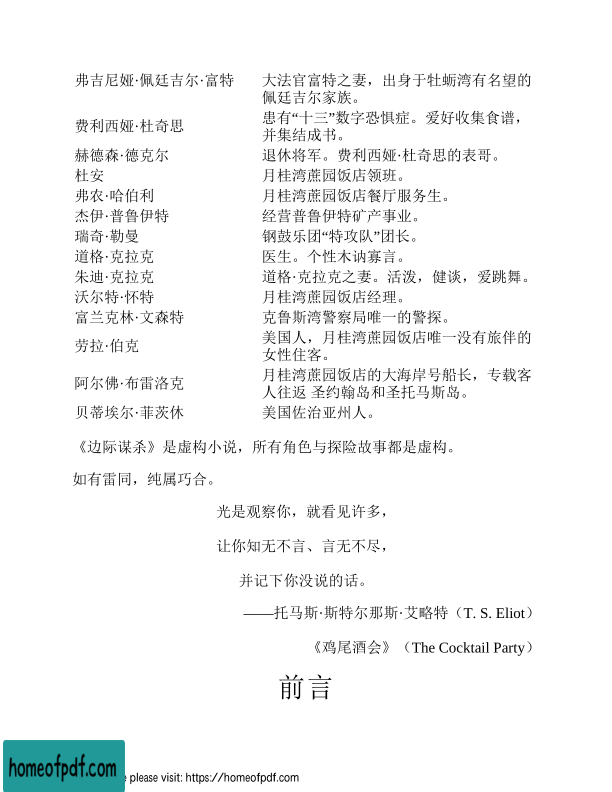 弗吉尼娅·佩廷吉尔·富特 大法官富特之妻，出身于牡蛎湾有名望的
佩廷吉尔家族。
费利西娅·杜奇思 患有“十三”数字恐惧症。爱好收集食谱，
并集结成书。
赫德森·德克尔 退休将军。费利西娅·杜奇思的表哥。
杜安 月桂湾蔗园饭店领班。
弗农·哈伯利 月桂湾蔗园饭店餐厅服务生。
杰伊·普鲁伊特 经营普鲁伊特矿产事业。
瑞奇·勒曼 钢鼓乐团“特攻队”团长。
道格·克拉克 医生。个性木讷寡言。
朱迪·克拉克 道格·克拉克之妻。活泼，健谈，爱跳舞。
沃尔特·怀特 月桂湾蔗园饭店经理。
富兰克林·文森特 克鲁斯湾警察局唯一的警探。
劳拉·伯克 美国人，月桂湾蔗园饭店唯一没有旅伴的
女性住客。
阿尔佛·布雷洛克 月桂湾蔗园饭店的大海岸号船长，专载客
人往返 圣约翰岛和圣托马斯岛。
贝蒂埃尔·菲茨休 美国佐治亚州人。
《边际谋杀》是虚构小说，所有角色与探险故事都是虚构。
如有雷同，纯属巧合。
光是观察你，就看见许多，
让你知无不言、言无不尽，
并记下你没说的话。
——托马斯·斯特尔那斯·艾略特（T. S. Eliot）
《鸡尾酒会》（The Cocktail Party）
前言
homeofpdf.com
e please visit: https://homeofpdf.com